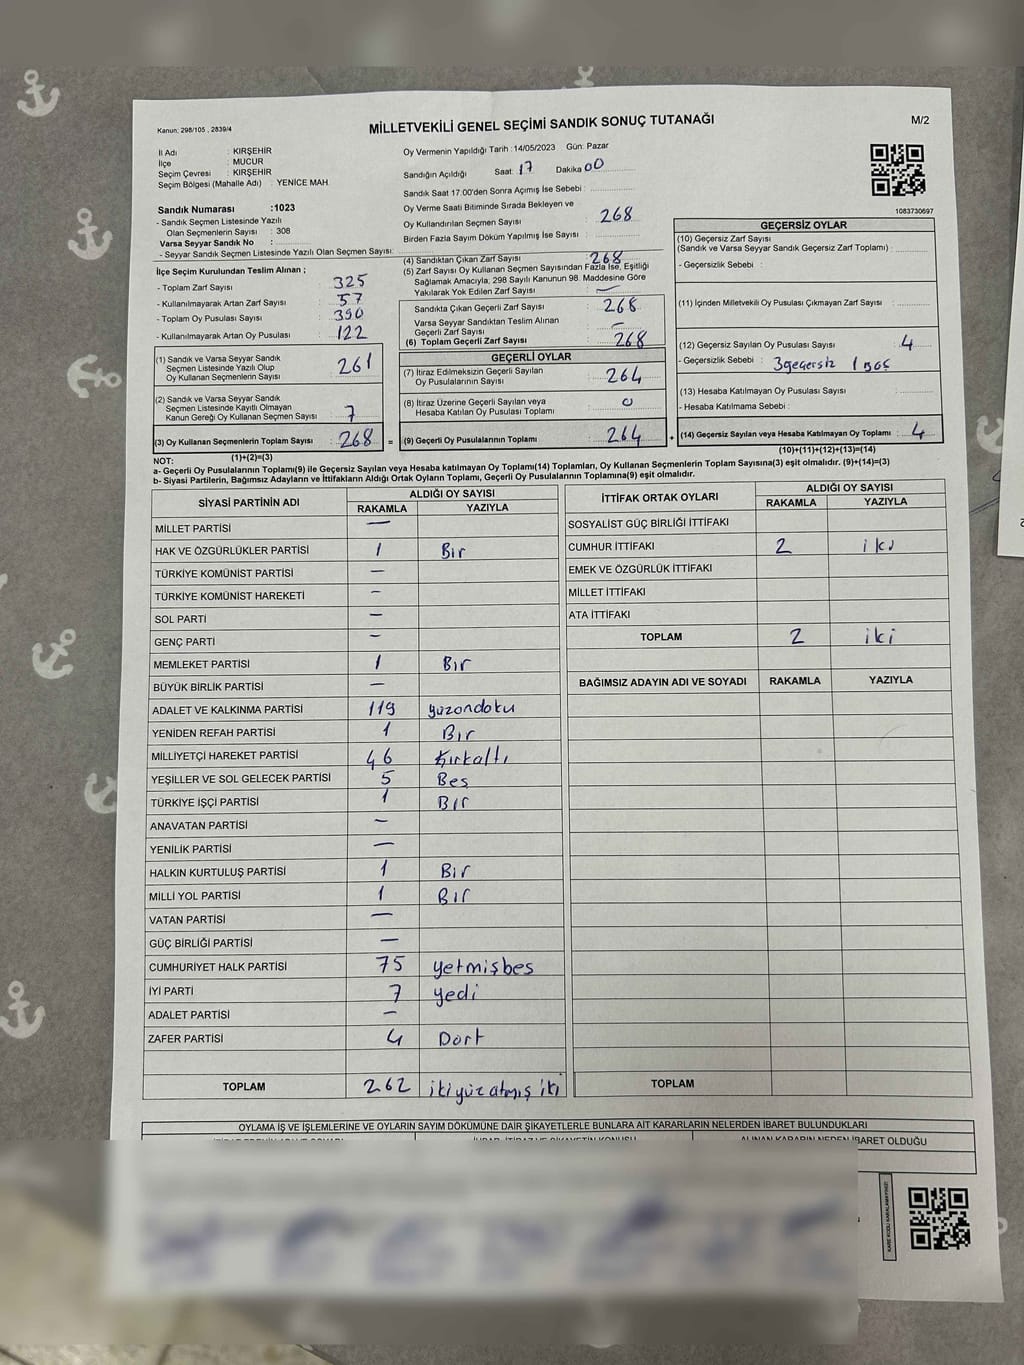 Kanun; 298/105 , 2839/4
MİLLETVEKİLİ GENEL SEÇİMİ SANDIK SONUÇ TUTANAĞI
M/2
İl Adı : KIRŞEHİR
İlçe : MUCUR
Seçim Çevresi : KIRŞEHİR
Seçim Bölgesi (Mahalle Adı) : YENİCE MAH.
Oy Vermenin Yapıldığı Tarih :14/05/2023 Gün: Pazar
Sandığın Açıldığı Saat: 17 Dakika 00
Sandık Saat 17.00'den Sonra Açımış İse Sebebi :
Oy Verme Saati Bitiminde Sırada Bekleyen ve
Oy Kullandırılan Seçmen Sayısı : 268
Birden Fazla Sayım Döküm Yapılmış İse Sayısı :
1083730697
Sandık Numarası :1023
- Sandık Seçmen Listesinde Yazılı
Olan Seçmenlerin Sayısı : 308
Varsa Seyyar Sandık No :
- Seyyar Sandık Seçmen Listesinde Yazılı Olan Seçmen Sayısı:
İlçe Seçim Kurulundan Teslim Alınan ;
- Toplam Zarf Sayısı : 325
- Kullanılmayarak Artan Zarf Sayısı : 57
- Toplam Oy Pusulası Sayısı : 390
- Kullanılmayarak Artan Oy Pusulası : 122
(1) Sandık ve Varsa Seyyar Sandık
Seçmen Listesinde Yazılı Olup
Oy Kullanan Seçmenlerin Sayısı : 261
(2) Sandık ve Varsa Seyyar Sandık
Seçmen Listesinde Kayıtlı Olmayan
Kanun Gereği Oy Kullanan Seçmen Sayısı : 7
(3) Oy Kullanan Seçmenlerin Toplam Sayısı : 268 =
(1)+(2)=(3)
(4) Sandıktan Çıkan Zarf Sayısı : 268
(5) Zarf Sayısı Oy Kullanan Seçmen Sayısından Fazla İse, Eşitliği
Sağlamak Amacıyla, 298 Sayılı Kanunun 98. Maddesine Göre
Yakılarak Yok Edilen Zarf Sayısı : —
Sandıkta Çıkan Geçerli Zarf Sayısı : 268
Varsa Seyyar Sandıktan Teslim Alınan
Geçerli Zarf Sayısı : —
(6) Toplam Geçerli Zarf Sayısı : 268
GEÇERLİ OYLAR
(7) İtiraz Edilmeksizin Geçerli Sayılan
Oy Pusulalarının Sayısı : 264
(8) İtiraz Üzerine Geçerli Sayılan veya
Hesaba Katılan Oy Pusulası Toplamı : 0
(9) Geçerli Oy Pusulalarının Toplamı : 264 +
GEÇERSİZ OYLAR
(10) Geçersiz Zarf Sayısı
(Sandık ve Varsa Seyyar Sandık Geçersiz Zarf Toplamı) :
- Geçersizlik Sebebi :
(11) İçinden Milletvekili Oy Pusulası Çıkmayan Zarf Sayısı :
(12) Geçersiz Sayılan Oy Pusulası Sayısı : 4
- Geçersizlik Sebebi : 3geçersiz 1 boş
(13) Hesaba Katılmayan Oy Pusulası Sayısı :
- Hesaba Katılmama Sebebi :
(14) Geçersiz Sayılan veya Hesaba Katılmayan Oy Toplamı : 4
(10)+(11)+(12)+(13)=(14)
NOT:
a- Geçerli Oy Pusulalarının Toplamı(9) ile Geçersiz Sayılan veya Hesaba katılmayan Oy Toplamı(14) Toplamları, Oy Kullanan Seçmenlerin Toplam Sayısına(3) eşit olmalıdır. (9)+(14)=(3)
b- Siyasi Partilerin, Bağımsız Adayların ve İttifakların Aldığı Ortak Oyların Toplamı, Geçerli Oy Pusulalarının Toplamına(9) eşit olmalıdır.
SİYASİ PARTİNİN ADI ALDIĞI OY SAYISI
RAKAMLA YAZIYLA
MİLLET PARTİSİ —
HAK VE ÖZGÜRLÜKLER PARTİSİ 1 Bir
TÜRKİYE KOMÜNİST PARTİSİ —
TÜRKİYE KOMÜNİST HAREKETİ —
SOL PARTİ —
GENÇ PARTİ —
MEMLEKET PARTİSİ 1 Bır
BÜYÜK BİRLİK PARTİSİ —
ADALET VE KALKINMA PARTİSİ 119 yüzondoku
YENİDEN REFAH PARTİSİ 1 Bır
MİLLİYETÇİ HAREKET PARTİSİ 46 Kırkaltı
YEŞİLLER VE SOL GELECEK PARTİSİ 5 Bes
TÜRKİYE İŞÇİ PARTİSİ 1 Bır
ANAVATAN PARTİSİ —
YENİLİK PARTİSİ —
HALKIN KURTULUŞ PARTİSİ 1 Bir
MİLLİ YOL PARTİSİ 1 Bır
VATAN PARTİSİ —
GÜÇ BİRLİĞİ PARTİSİ —
CUMHURİYET HALK PARTİSİ 75 yetmişbes
İYİ PARTİ 7 yedi
ADALET PARTİSİ —
ZAFER PARTİSİ 4 Dört
TOPLAM 262 ikiyüzatmış iki
İTTİFAK ORTAK OYLARI ALDIĞI OY SAYISI
RAKAMLA YAZIYLA
SOSYALİST GÜÇ BİRLİĞİ İTTİFAKI
CUMHUR İTTİFAKI 2 iki
EMEK VE ÖZGÜRLÜK İTTİFAKI
MİLLET İTTİFAKI
ATA İTTİFAKI
TOPLAM 2 iki
BAĞIMSIZ ADAYIN ADI VE SOYADI RAKAMLA YAZIYLA
TOPLAM
OYLAMA İŞ VE İŞLEMLERİNE VE OYLARIN SAYIM DÖKÜMÜNE DAİR ŞİKAYETLERLE BUNLARA AİT KARARLARIN NELERDEN İBARET BULUNDUKLARI
ALINAN KARARIN NEDEN İBARET OLDUĞU
KARE KODU KARALAMAYINIZ!